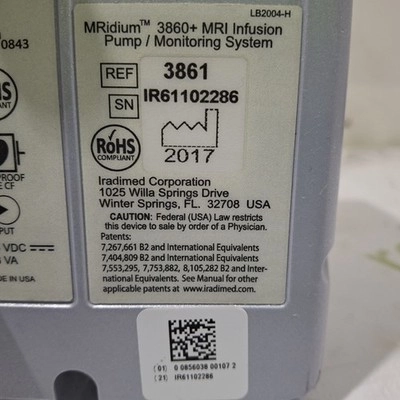 LB2004-H
MRidium™ 3860+ MRI Infusion
Pump / Monitoring System
REF 3861
SN IR61102286
RoHS
COMPLIANT
2017
Iradimed Corporation
1025 Willa Springs Drive
Winter Springs, FL. 32708 USA
CAUTION: Federal (USA) Law restricts
this device to sale by order of a Physician.
Patents:
7,267,661 B2 and International Equivalents
7,404,809 B2 and International Equivalents
7,553,295, 7,753,882, 8,105,282 B2 and Inter-
national Equivalents. See Manual for other
applicable patents at www.iradimed.com
0843
CE CF
VDC
VA
IN USA
(01) 0 0856036 00107 2
(21) IR61102286